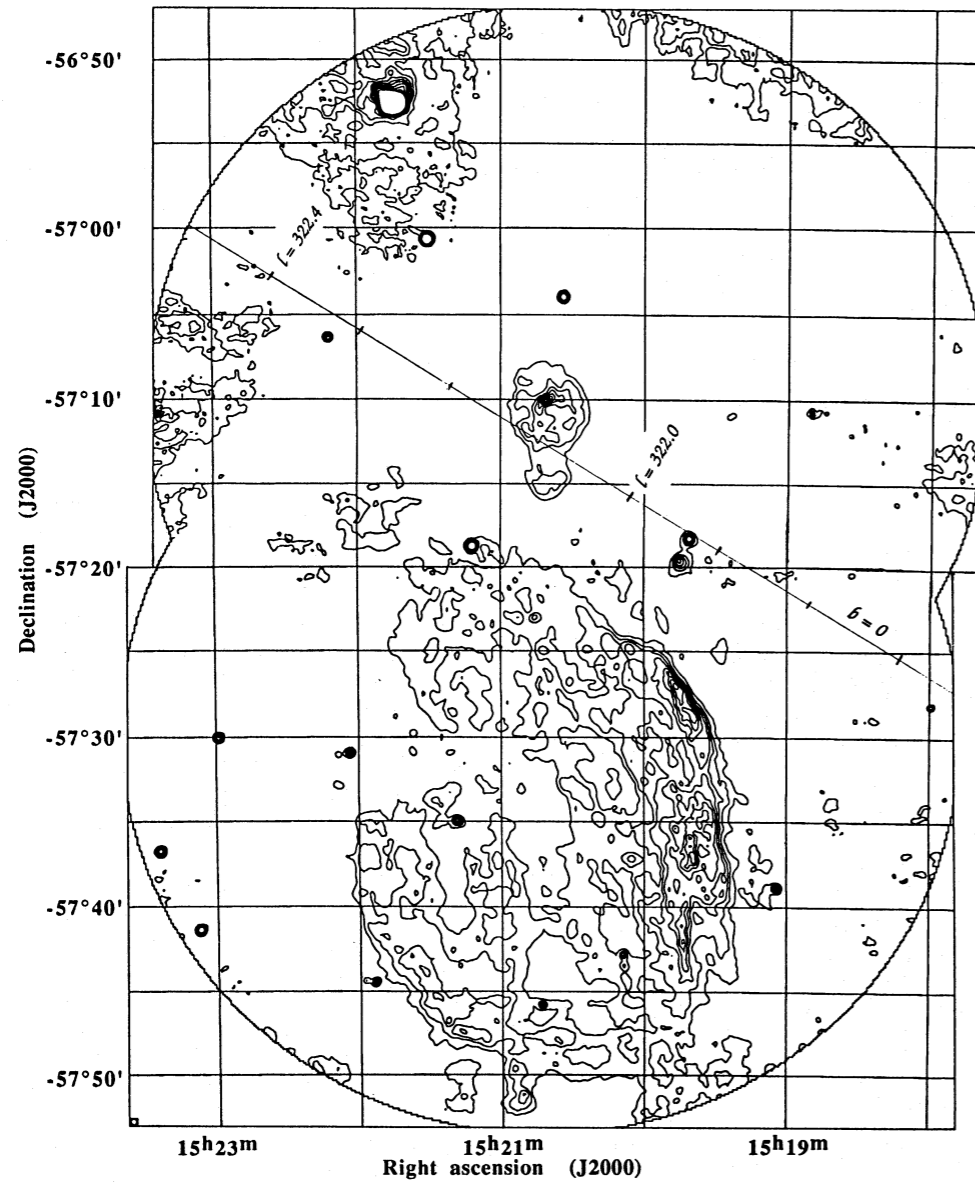 -56°50'
-57°00'
-57°10'
-57°20'
-57°30'
-57°40'
-57°50'
Declination (J2000)
l = 322.4
l = 322.0
b = 0
15h23m
15h21m
15h19m
Right ascension (J2000)